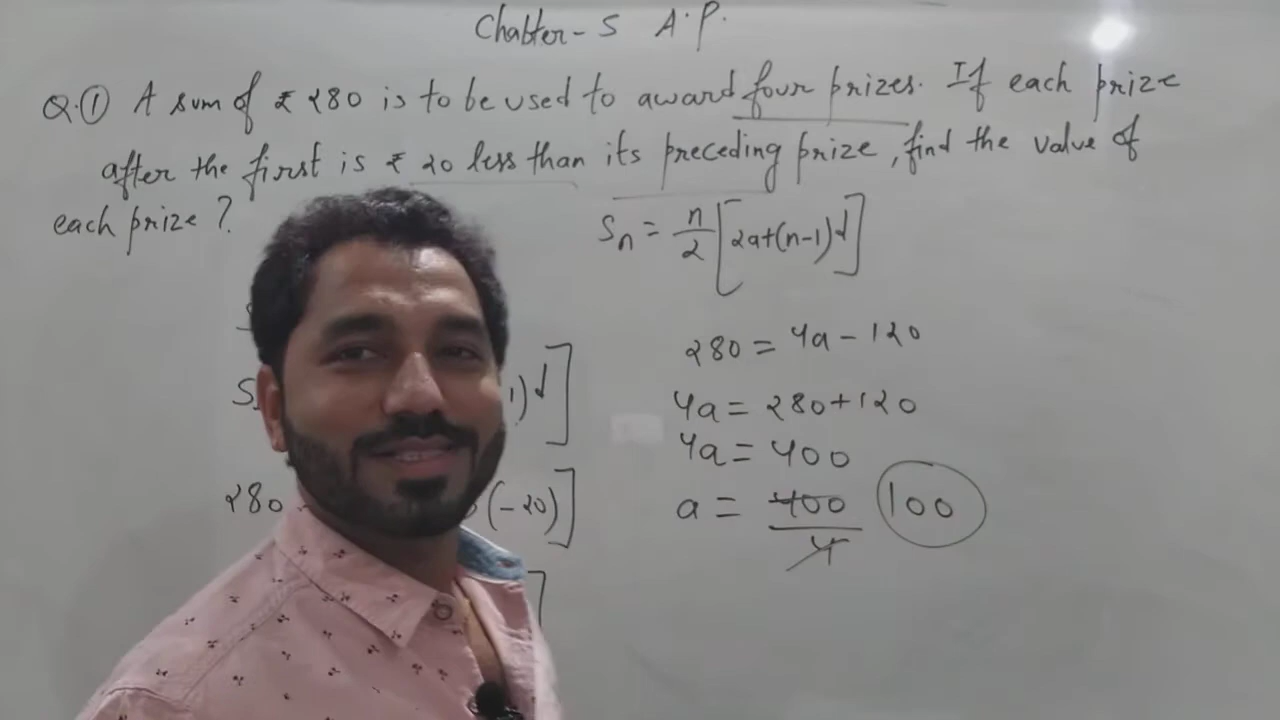 Chabter - 5 A.P.
Q.① A sum of ₹ 280 is to be used to award four prizes. If each prize
after the first is ₹ 20 less than its preceding prize, find the value of
each prize ?
Sn = n/2 [2a+(n-1)d]
S
S 1)d]
280 (-20)]
]
280 = 4a - 120
4a = 280+120
4a = 400
a = 400/4 100